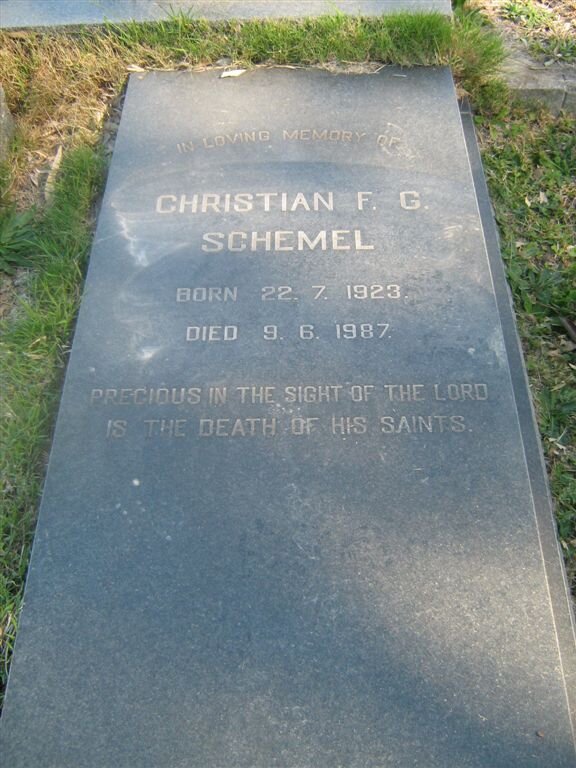 IN LOVING MEMORY OF
CHRISTIAN F. G.
SCHEMEL
BORN 22. 7. 1923.
DIED 9. 6. 1987.
PRECIOUS IN THE SIGHT OF THE LORD
IS THE DEATH OF HIS SAINTS.